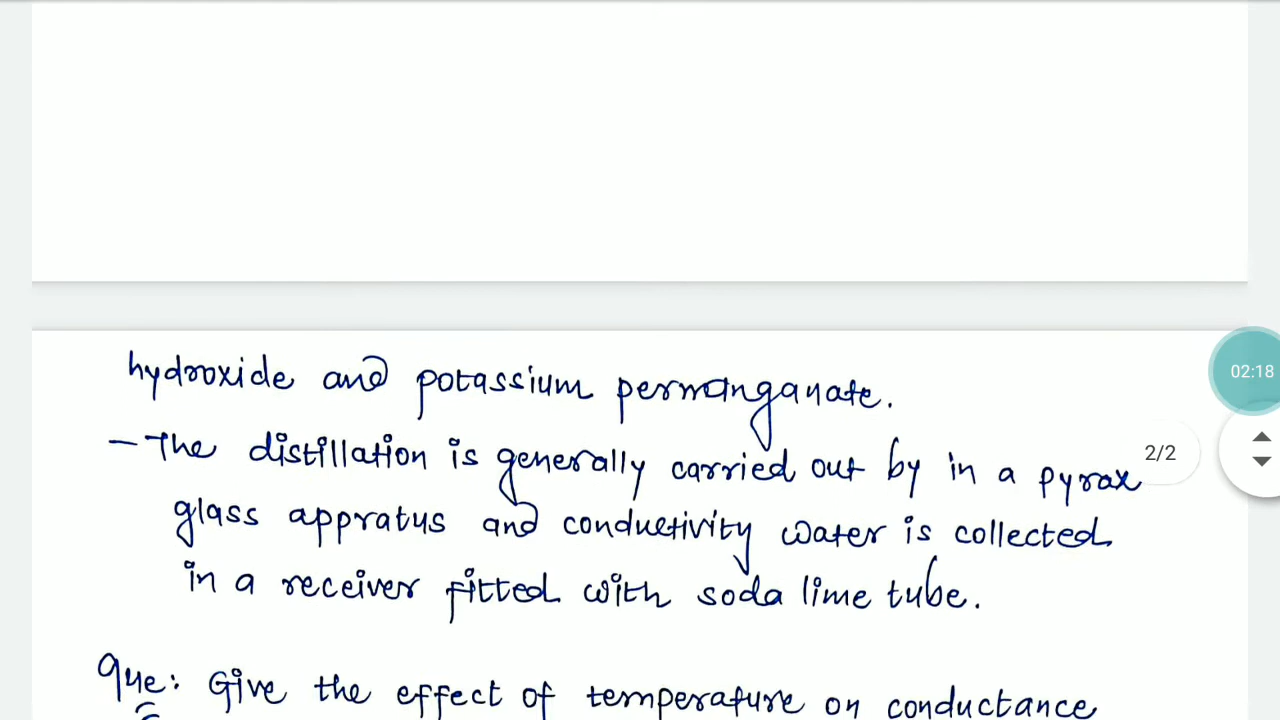 hydroxide and potassium permanganate.
02:18
- The distillation is generally carried out by in a pyrax
2/2
glass appratus and conductivity water is collected
in a receiver fitted with soda lime tube.
Que: Give the effect of temperature on conductance